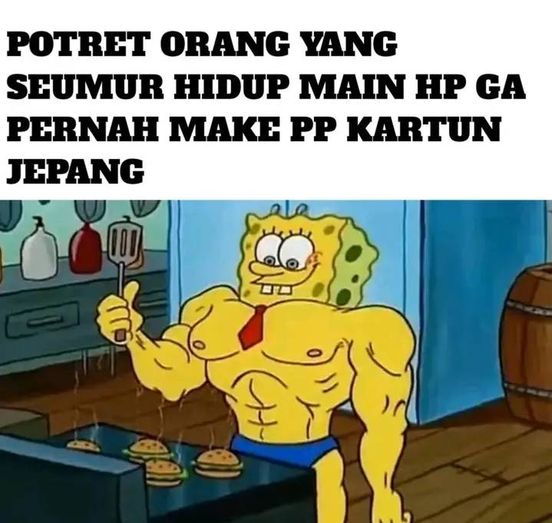 POTRET ORANG YANG
SEUMUR HIDUP MAIN HP GA
PERNAH MAKE PP KARTUN
JEPANG